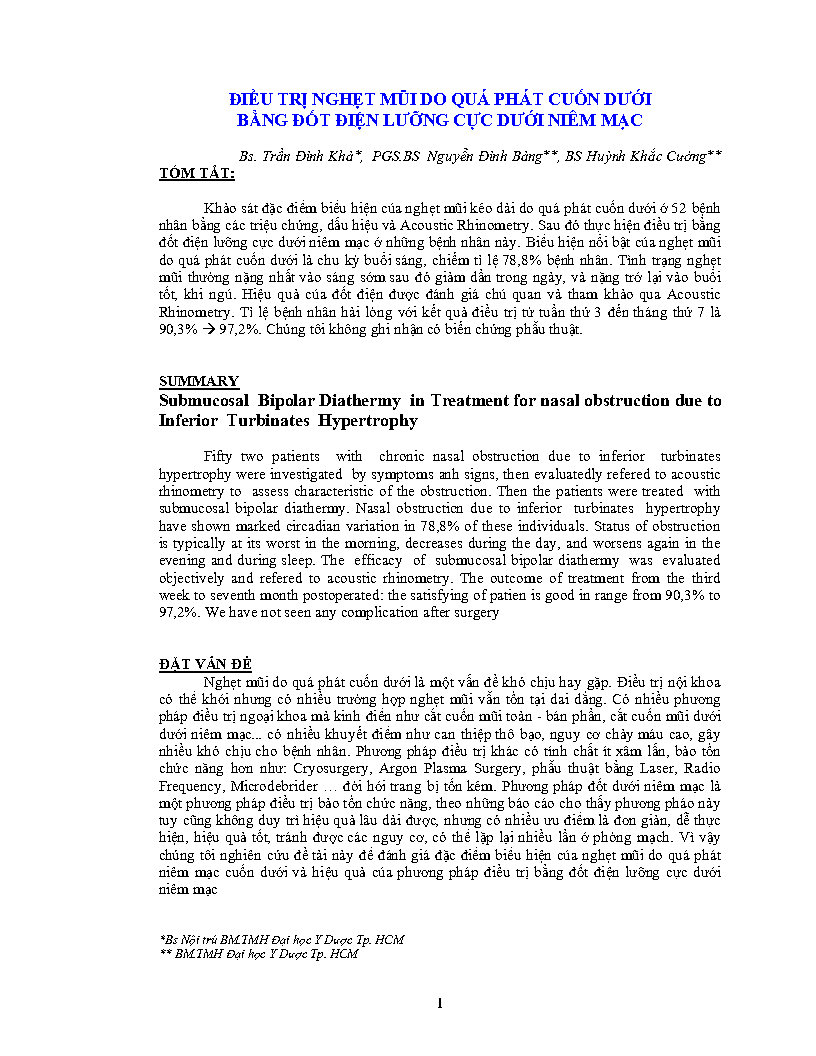 ĐIỀU TRỊ NGHẸT MŨI DO QUÁ PHÁT CUỐN DƯỚI
BẰNG ĐỐT ĐIỆN LƯỠNG CỰC DƯỚI NIÊM MẠC
Bs. Trần Đình Khả*, PGS.BS Nguyễn Đình Bảng**, BS Huỳnh Khắc Cường**
TÓM TẮT:
Khảo sát đặc điểm biểu hiện của nghẹt mũi kéo dài do quá phát cuốn dưới ở 52 bệnh
nhân bằng các triệu chứng, dấu hiệu và Acoustic Rhinometry. Sau đó thực hiện điều trị bằng
đốt điện lưỡng cực dưới niêm mạc ở những bệnh nhân này. Biểu hiện nổi bật của nghẹt mũi
do quá phát cuốn dưới là chu kỳ buổi sáng, chiếm tỉ lệ 78,8% bệnh nhân. Tình trạng nghẹt
mũi thường nặng nhất vào sáng sớm sau đó giảm dần trong ngày, và nặng trở lại vào buổi
tốt, khi ngủ. Hiệu quả của đốt điện được đánh giá chủ quan và tham khảo qua Acoustic
Rhinometry. Tỉ lệ bệnh nhân hài lòng với kết quả điều trị từ tuần thứ 3 đến tháng thứ 7 là
90,3% → 97,2%. Chúng tôi không ghi nhận có biến chứng phẫu thuật.
SUMMARY
Submucosal Bipolar Diathermy in Treatment for nasal obstruction due to
Inferior Turbinates Hypertrophy
Fifty two patients with chronic nasal obstruction due to inferior turbinates
hypertrophy were investigated by symptoms anh signs, then evaluatedly refered to acoustic
rhinometry to assess characteristic of the obstruction. Then the patients were treated with
submucosal bipolar diathermy. Nasal obstruction due to inferior turbinates hypertrophy
have shown marked circadian variation in 78,8% of these individuals. Status of obstruction
is typically at its worst in the morning, decreases during the day, and worsens again in the
evening and during sleep. The efficacy of submucosal bipolar diathermy was evaluated
objectively and refered to acoustic rhinometry. The outcome of treatment from the third
week to seventh month postoperated: the satisfying of patien is good in range from 90,3% to
97,2%. We have not seen any complication after surgery
ĐẶT VẤN ĐỀ
Nghẹt mũi do quá phát cuốn dưới là một vấn đề khó chịu hay gặp. Điều trị nội khoa
có thể khỏi nhưng có nhiều trường hợp nghẹt mũi vẫn tồn tại dai dẳng. Có nhiều phương
pháp điều trị ngoại khoa mà kinh điển như cắt cuốn mũi toàn - bán phần, cắt cuốn mũi dưới
dưới niêm mạc... có nhiều khuyết điểm như can thiệp thô bạo, nguy cơ chảy máu cao, gây
nhiều khó chịu cho bệnh nhân. Phương pháp điều trị khác có tính chất ít xâm lấn, bảo tồn
chức năng hơn như: Cryosurgery, Argon Plasma Surgery, phẫu thuật bằng Laser, Radio
Frequency, Microdebrider … đòi hỏi trang bị tốn kém. Phương pháp đốt dưới niêm mạc là
một phương pháp điều trị bảo tồn chức năng, theo những báo cáo cho thấy phương pháo này
tuy cũng không duy trì hiệu quả lâu dài được, nhưng có nhiều ưu điểm là đơn giản, dễ thực
hiện, hiệu quả tốt, tránh được các nguy cơ, có thể lặp lại nhiều lần ở phòng mạch. Vì vậy
chúng tôi nghiên cứu đề tài này để đánh giá đặc điểm biểu hiện của nghẹt mũi do quá phát
niêm mạc cuốn dưới và hiệu quả của phương pháp điều trị bằng đốt điện lưỡng cực dưới
niêm mạc
*Bs Nội trú BM.TMH Đại học Y Dược Tp. HCM
** BM.TMH Đại học Y Dược Tp. HCM
1